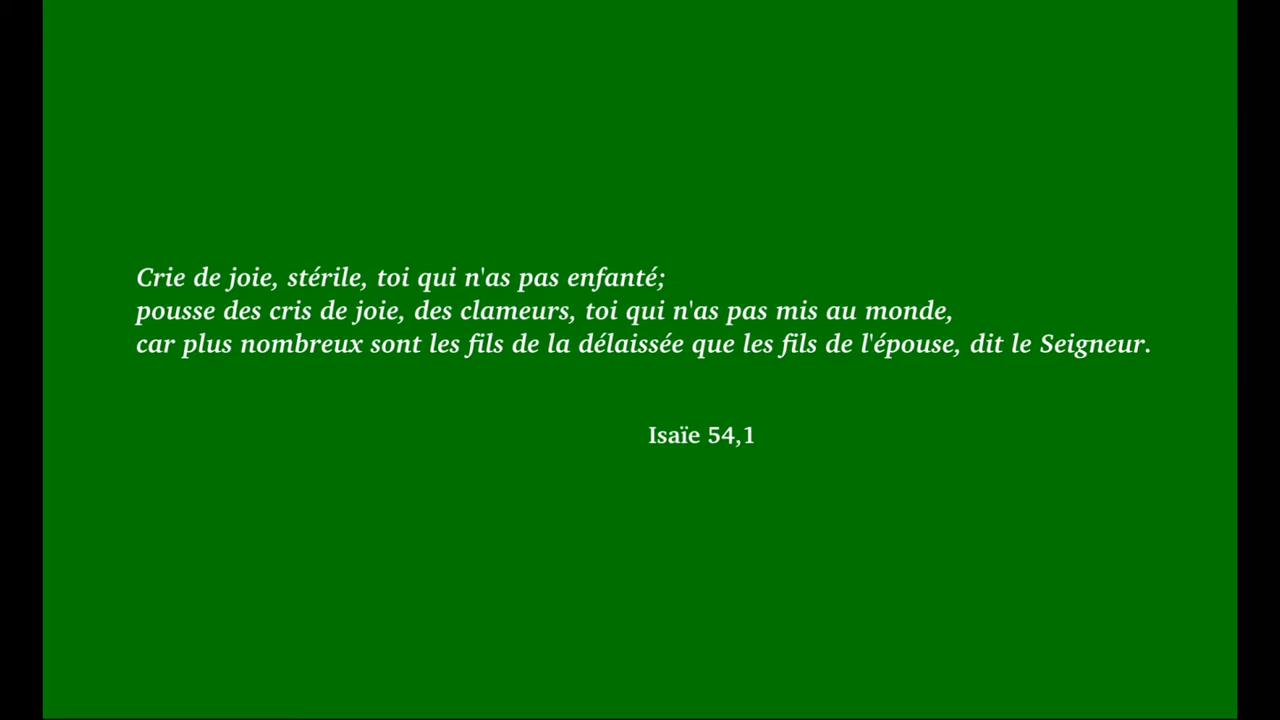 Crie de joie, stérile, toi qui n'as pas enfanté;
pousse des cris de joie, des clameurs, toi qui n'as pas mis au monde,
car plus nombreux sont les fils de la délaissée que les fils de l'épouse, dit le Seigneur.
Isaïe 54,1